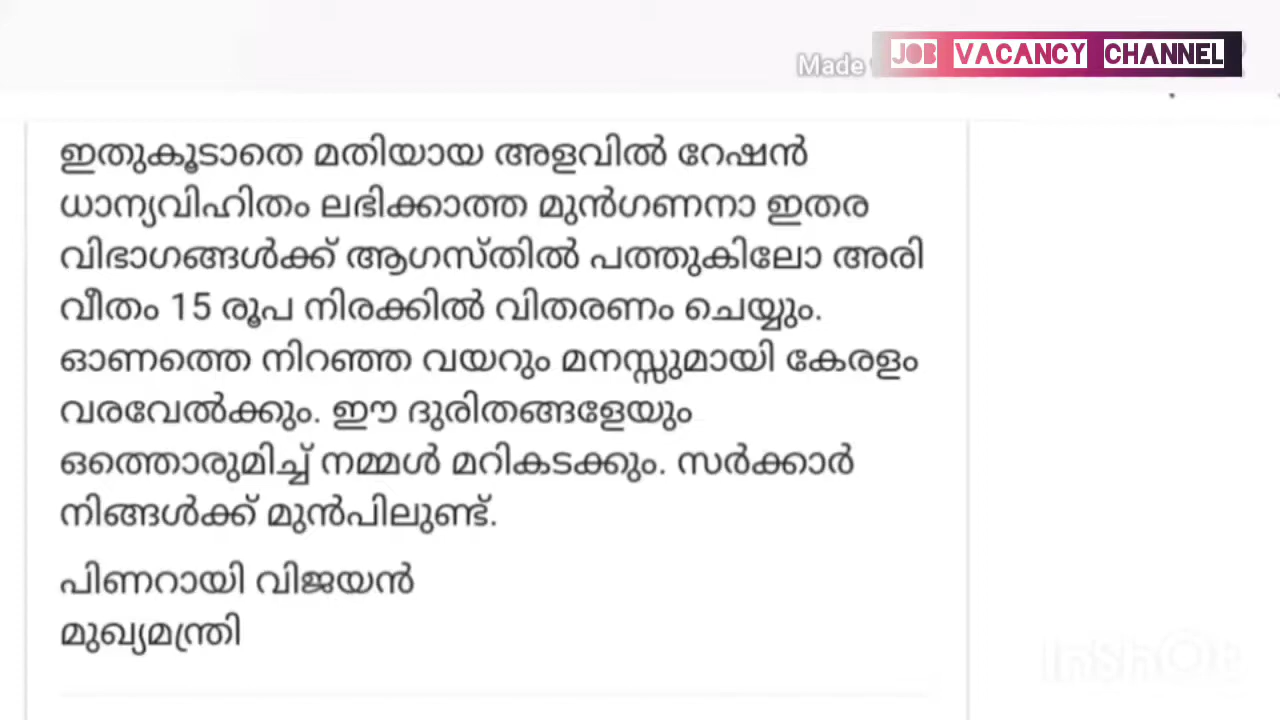 Made
JOB VACANCY CHANNEL
ഇതുകൂടാതെ മതിയായ അളവിൽ റേഷൻ
ധാന്യവിഹിതം ലഭിക്കാത്ത മുൻഗണനാ ഇതര
വിഭാഗങ്ങൾക്ക് ആഗസ്തിൽ പത്തുകിലോ അരി
വീതം 15 രൂപ നിരക്കിൽ വിതരണം ചെയ്യും.
ഓണത്തെ നിറഞ്ഞ വയറും മനസ്സുമായി കേരളം
വരവേൽക്കും. ഈ ദുരിതങ്ങളേയും
ഒത്തൊരുമിച്ച് നമ്മൾ മറികടക്കും. സർക്കാർ
നിങ്ങൾക്ക് മുൻപിലുണ്ട്.
പിണറായി വിജയൻ
മുഖ്യമന്ത്രി